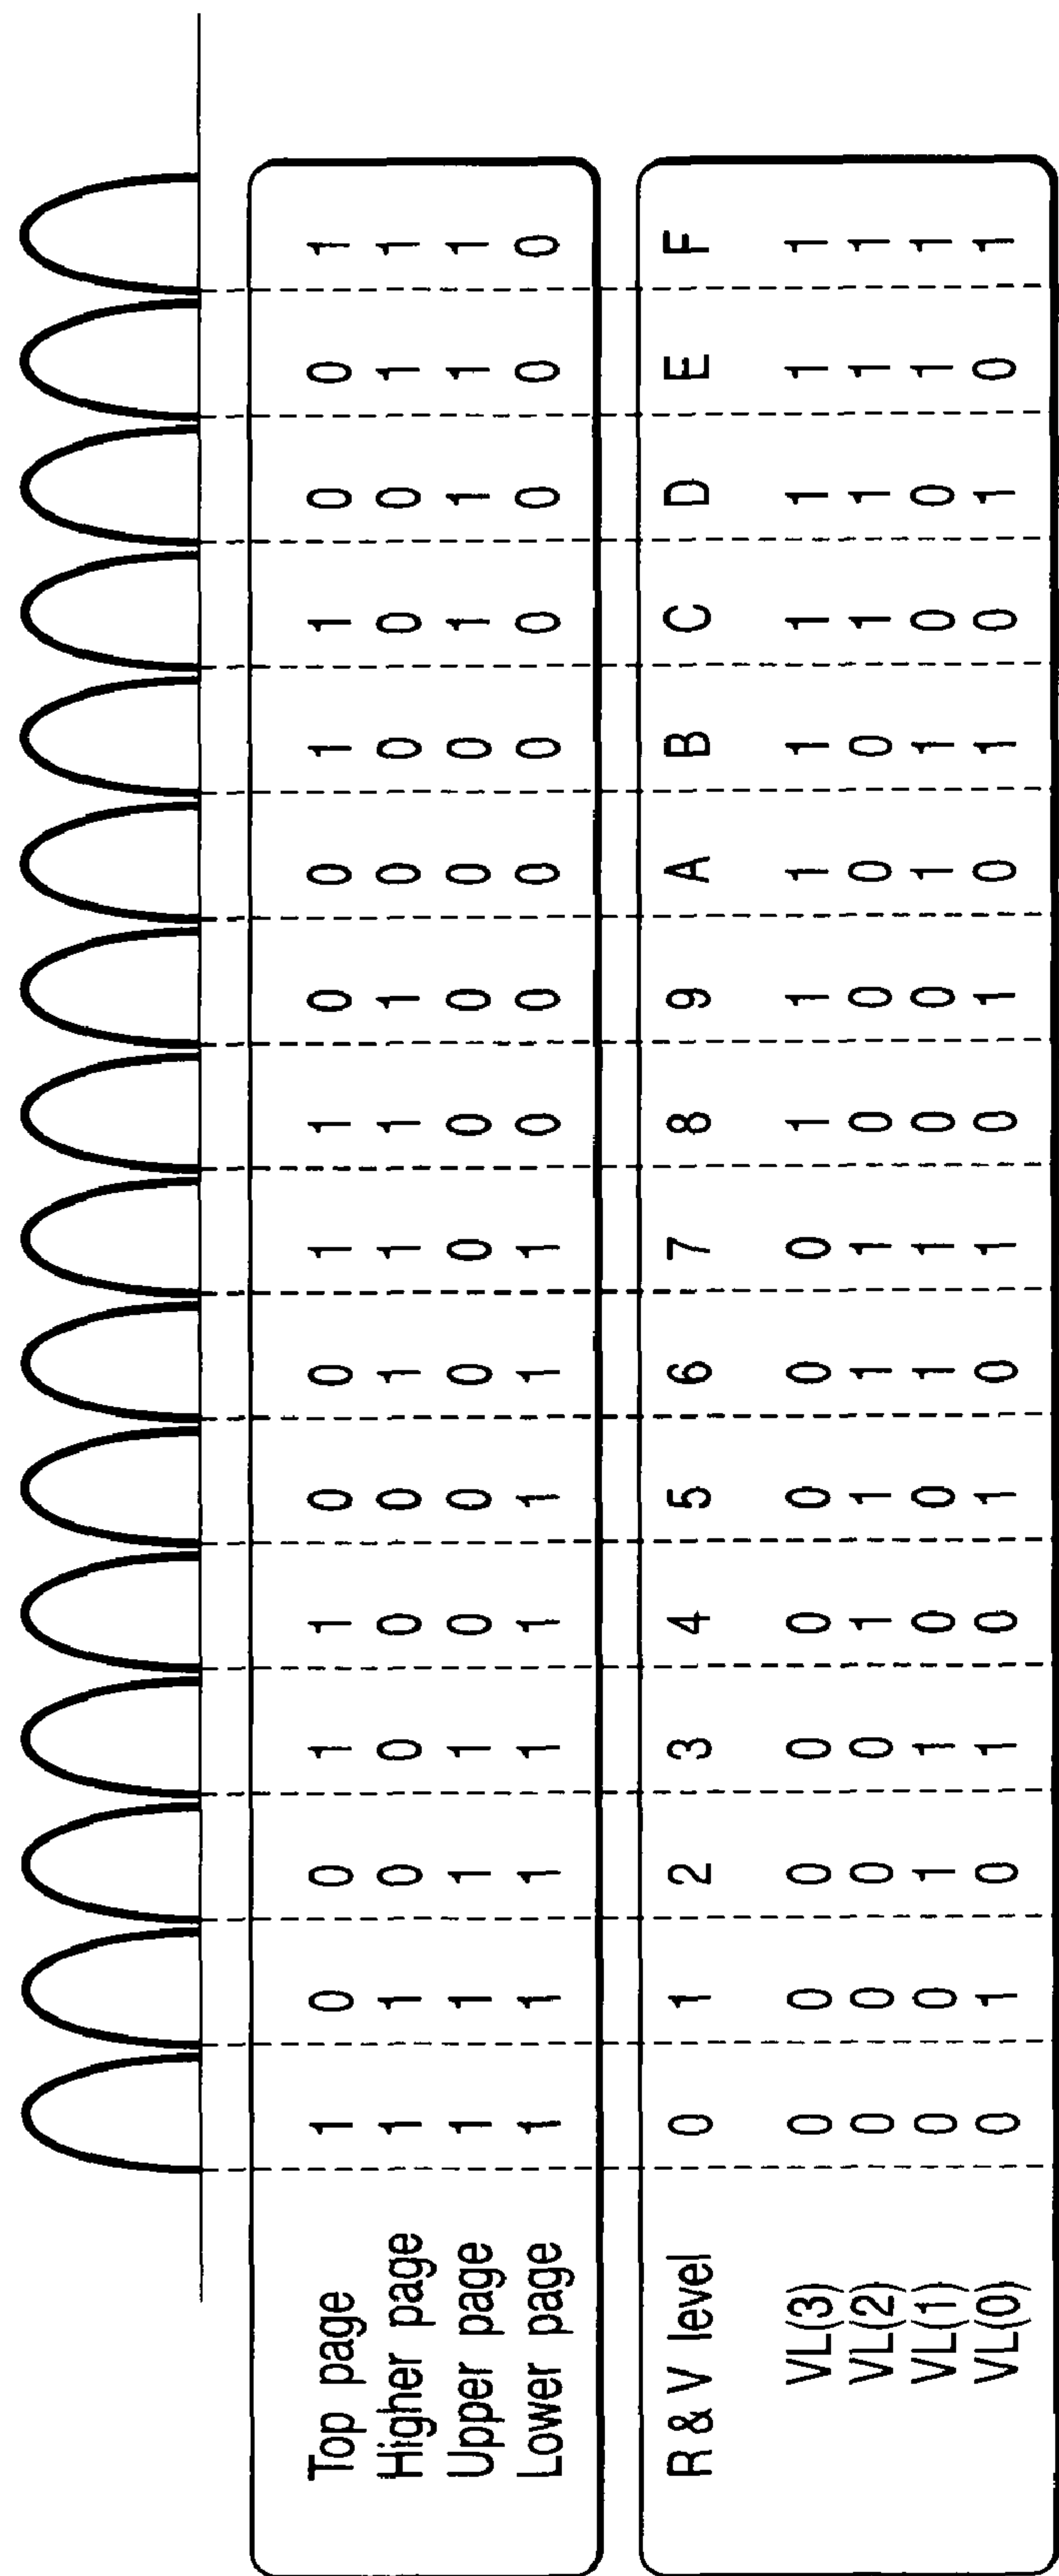 Top page 1 0 0 1 1 0 0 1 1 0 0 1 1 0 0 1
Higher page 1 1 0 0 0 0 1 1 1 1 0 0 0 0 1 1
Upper page 1 1 1 1 0 0 0 0 0 0 0 0 1 1 1 1
Lower page 1 1 1 1 1 1 1 1 0 0 0 0 0 0 0 0
R & V level 0 1 2 3 4 5 6 7 8 9 A B C D E F
VL(3) 0 0 0 0 0 0 0 0 1 1 1 1 1 1 1 1
VL(2) 0 0 0 0 1 1 1 1 0 0 0 0 1 1 1 1
VL(1) 0 0 1 1 0 0 1 1 0 0 1 1 0 0 1 1
VL(0) 0 1 0 1 0 1 0 1 0 1 0 1 0 1 0 1